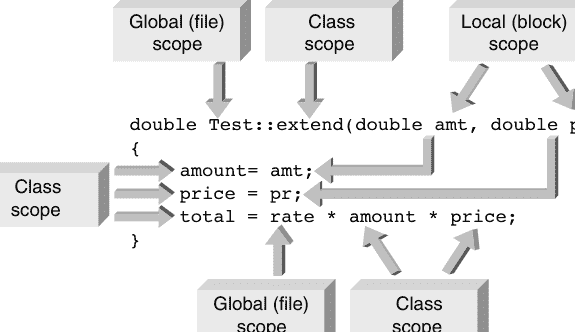 Global (file)
scope
Class
scope
Local (block)
scope
double Test::extend(double amt, double p
{
amount= amt;
price = pr;
total = rate * amount * price;
}
Class
scope
Global (file)
scope
Class
scope